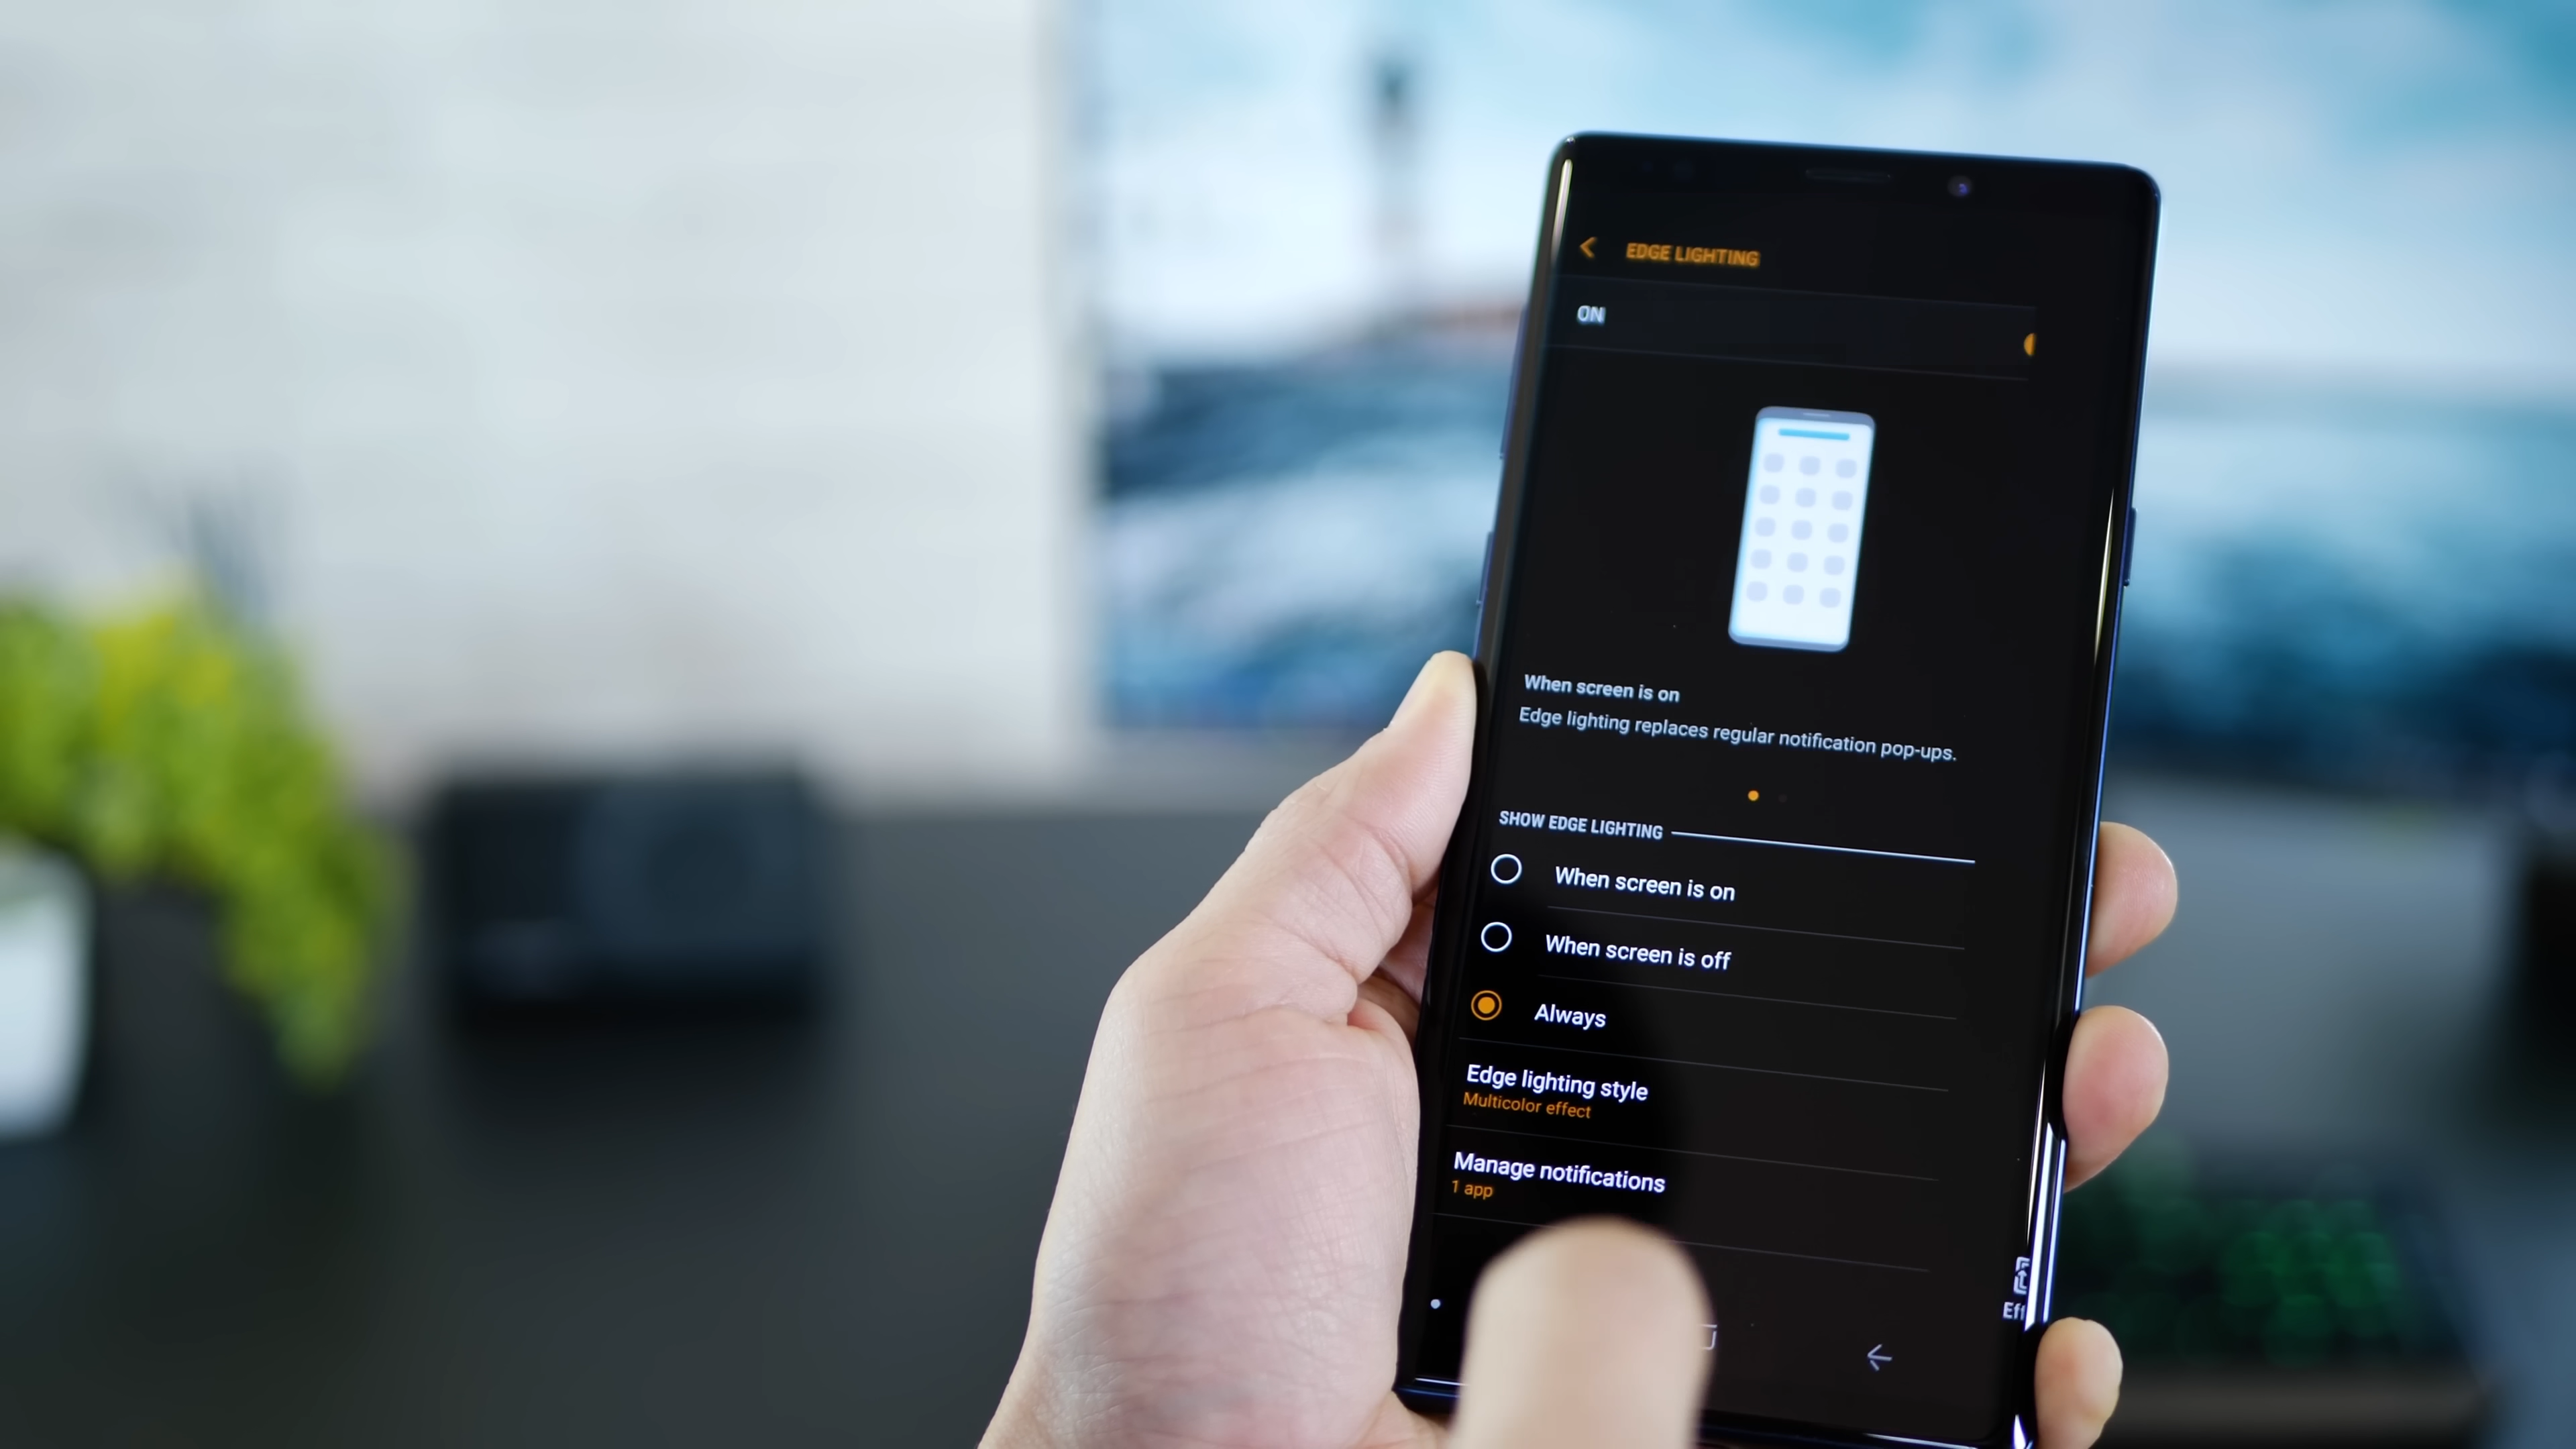 EDGE LIGHTING
ON
When screen is on
Edge lighting replaces regular notification pop-ups.
SHOW EDGE LIGHTING
When screen is on
When screen is off
Always
Edge lighting style
Multicolor effect
Manage notifications
1 app